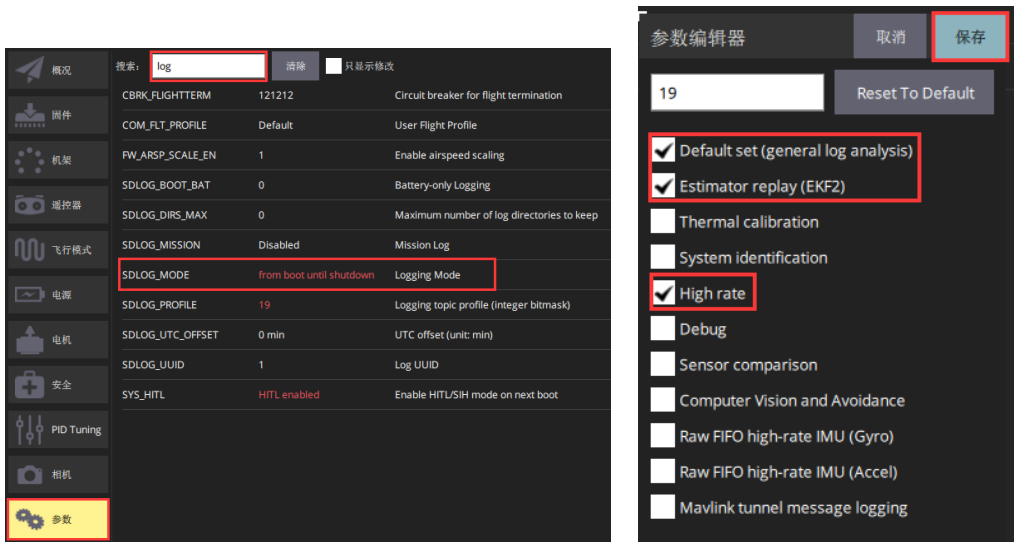 概况
固件
机架
遥控器
飞行模式
电源
电机
安全
PID Tuning
相机
参数
搜索: log 清除 只显示修改
CBRK_FLIGHTTERM 121212 Circuit breaker for flight termination
COM_FLT_PROFILE Default User Flight Profile
FW_ARSP_SCALE_EN 1 Enable airspeed scaling
SDLOG_BOOT_BAT 0 Battery-only Logging
SDLOG_DIRS_MAX 0 Maximum number of log directories to keep
SDLOG_MISSION Disabled Mission Log
SDLOG_MODE from boot until shutdown Logging Mode
SDLOG_PROFILE 19 Logging topic profile (integer bitmask)
SDLOG_UTC_OFFSET 0 min UTC offset (unit: min)
SDLOG_UUID 1 Log UUID
SYS_HITL HITL enabled Enable HITL/SIH mode on next boot
参数编辑器 取消 保存
19 Reset To Default
Default set (general log analysis)
Estimator replay (EKF2)
Thermal calibration
System identification
High rate
Debug
Sensor comparison
Computer Vision and Avoidance
Raw FIFO high-rate IMU (Gyro)
Raw FIFO high-rate IMU (Accel)
Mavlink tunnel message logging